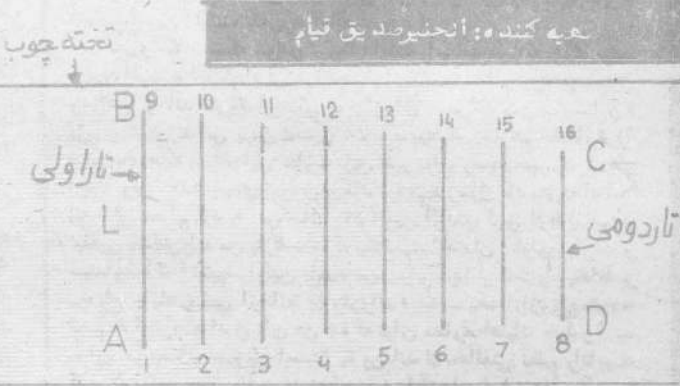 تهیه کننده: انجنیر صدیق قیام
تخته چوب
B 9 10 11 12 13 14 15 16 C
تار اولی
L
تار دومی
A 1 2 3 4 5 6 7 8 D